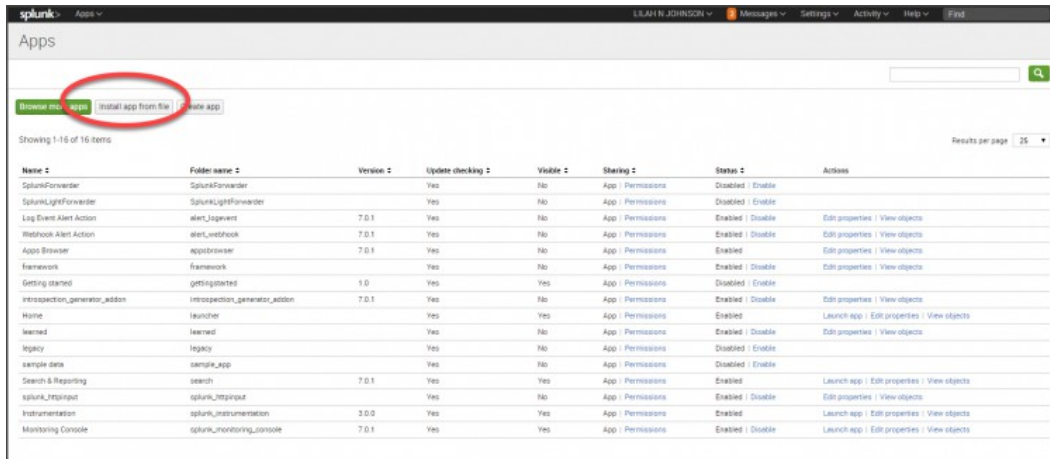 splunk> Apps LILAH N JOHNSON 3 Messages Settings Activity Help Find
Apps
Browse more apps Install app from file Create app
Showing 1-16 of 16 items Results per page 25
Name Folder name Version Update checking Visible Sharing Status Actions
SplunkForwarder SplunkForwarder Yes No App | Permissions Disabled | Enable
SplunkLightForwarder SplunkLightForwarder Yes No App | Permissions Disabled | Enable
Log Event Alert Action alert_logevent 7.0.1 Yes No App | Permissions Enabled | Disable Edit properties | View objects
Webhook Alert Action alert_webhook 7.0.1 Yes No App | Permissions Enabled | Disable Edit properties | View objects
Apps Browser appsbrowser 7.0.1 Yes No App | Permissions Enabled Edit properties | View objects
framework framework Yes No App | Permissions Enabled | Disable Edit properties | View objects
Getting started gettingstarted 1.0 Yes Yes App | Permissions Disabled | Enable
introspection_generator_addon introspection_generator_addon 7.0.1 Yes No App | Permissions Enabled | Disable Edit properties | View objects
Home launcher Yes Yes App | Permissions Enabled Launch app | Edit properties | View objects
learned learned Yes No App | Permissions Enabled | Disable Edit properties | View objects
legacy legacy Yes No App | Permissions Disabled | Enable
sample data sample_app Yes No App | Permissions Disabled | Enable
Search & Reporting search 7.0.1 Yes Yes App | Permissions Enabled Launch app | Edit properties | View objects
splunk_httpinput splunk_httpinput Yes No App | Permissions Enabled | Disable Edit properties | View objects
Instrumentation splunk_instrumentation 3.0.0 Yes Yes App | Permissions Enabled Launch app | Edit properties | View objects
Monitoring Console splunk_monitoring_console 7.0.1 Yes Yes App | Permissions Enabled | Disable Launch app | Edit properties | View objects